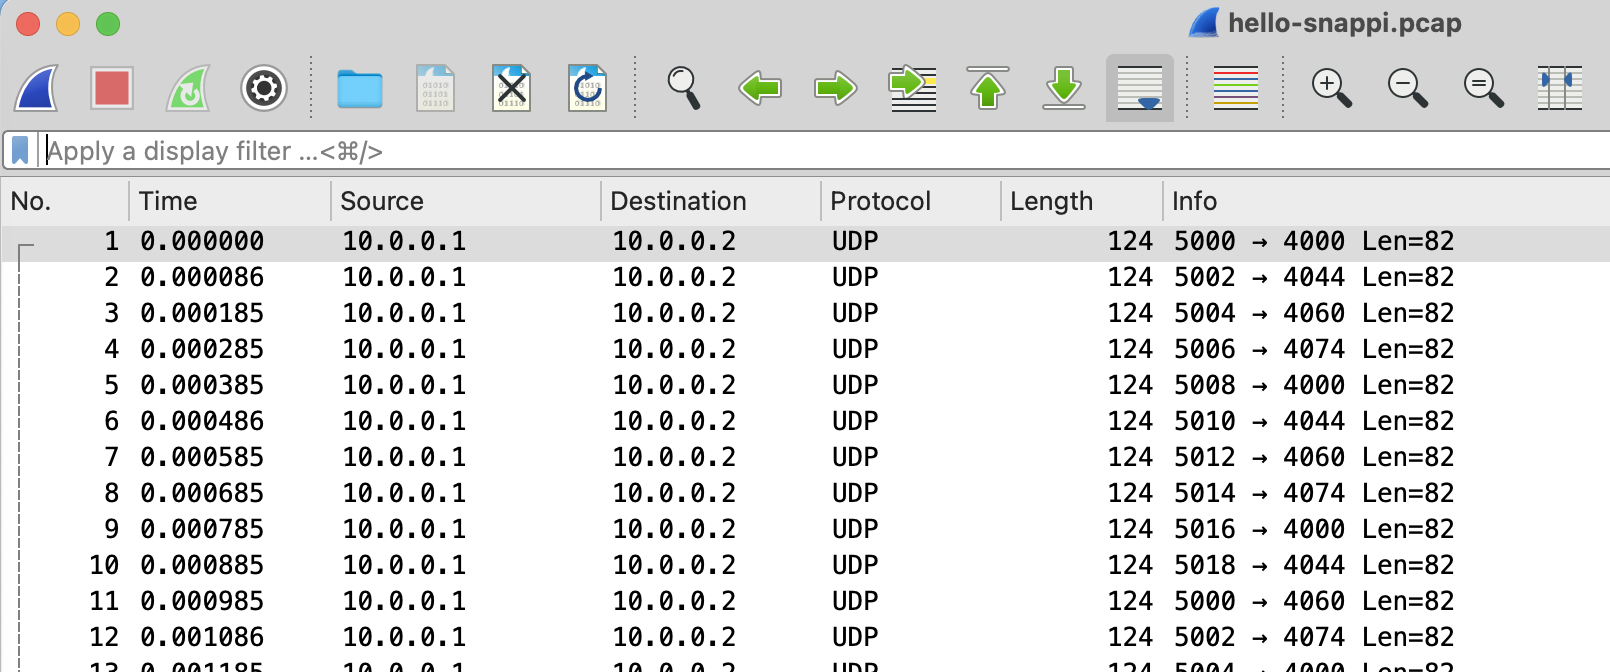 hello-snappi.pcap
Apply a display filter ...<⌘/>
No. Time Source Destination Protocol Length Info
1 0.000000 10.0.0.1 10.0.0.2 UDP 124 5000 → 4000 Len=82
2 0.000086 10.0.0.1 10.0.0.2 UDP 124 5002 → 4044 Len=82
3 0.000185 10.0.0.1 10.0.0.2 UDP 124 5004 → 4060 Len=82
4 0.000285 10.0.0.1 10.0.0.2 UDP 124 5006 → 4074 Len=82
5 0.000385 10.0.0.1 10.0.0.2 UDP 124 5008 → 4000 Len=82
6 0.000486 10.0.0.1 10.0.0.2 UDP 124 5010 → 4044 Len=82
7 0.000585 10.0.0.1 10.0.0.2 UDP 124 5012 → 4060 Len=82
8 0.000685 10.0.0.1 10.0.0.2 UDP 124 5014 → 4074 Len=82
9 0.000785 10.0.0.1 10.0.0.2 UDP 124 5016 → 4000 Len=82
10 0.000885 10.0.0.1 10.0.0.2 UDP 124 5018 → 4044 Len=82
11 0.000985 10.0.0.1 10.0.0.2 UDP 124 5000 → 4060 Len=82
12 0.001086 10.0.0.1 10.0.0.2 UDP 124 5002 → 4074 Len=82
13 0.001185 10.0.0.1 10.0.0.2 UDP 124 5004 → 4000 Len=82